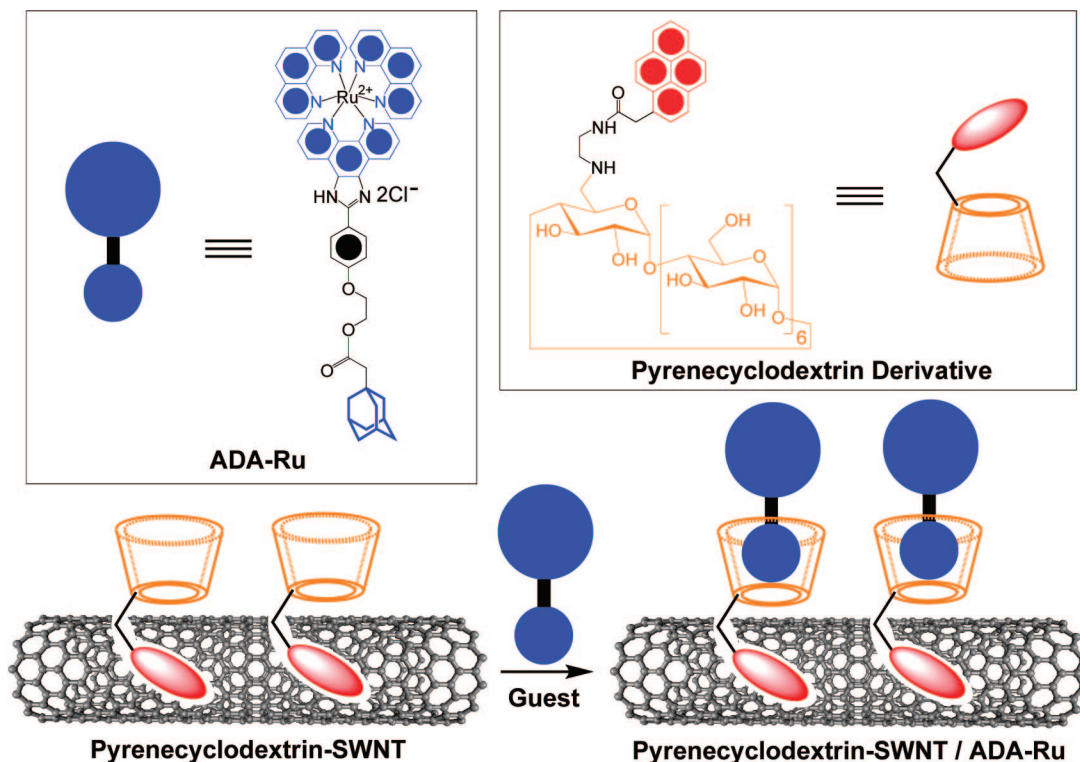 N
N
N
N
Ru2+
N
N
HN
N
2Cl−
O
O
O
ADA-Ru
O
NH
NH
O
HO
OH
O
OH
O
HO
OH
O
6
Pyrenecyclodextrin Derivative
Guest
Pyrenecyclodextrin-SWNT
Pyrenecyclodextrin-SWNT / ADA-Ru